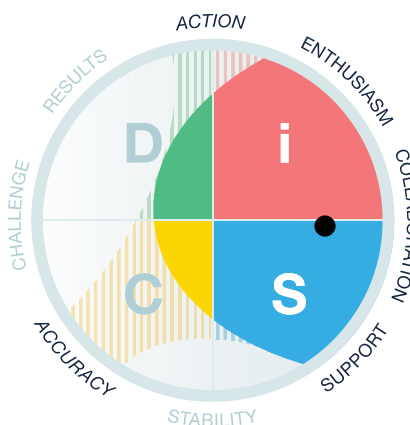 ACTION
ENTHUSIASM
RESULTS
D
i
CHALLENGE
COLLABORATION
C
S
ACCURACY
SUPPORT
STABILITY